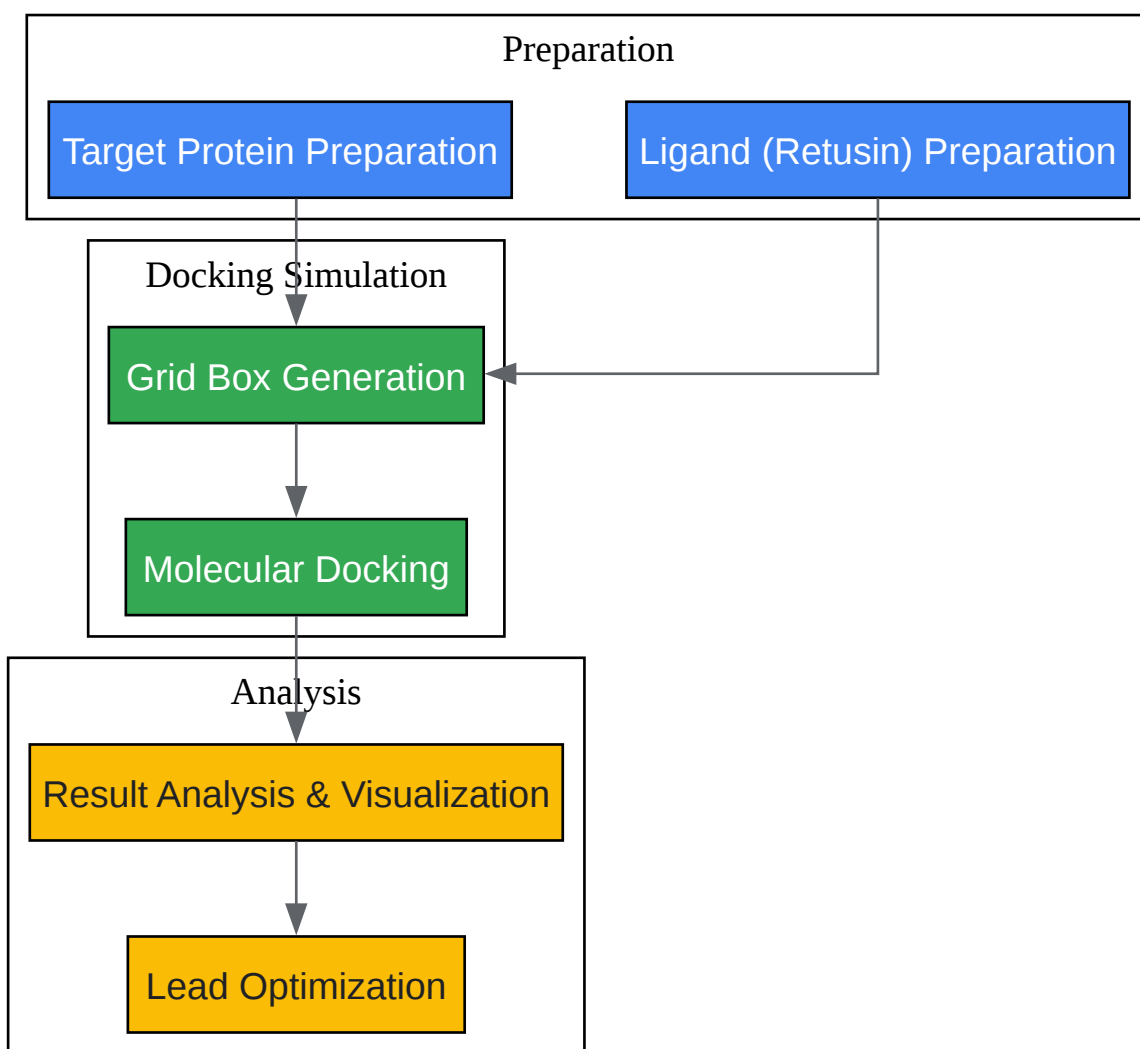 Preparation
Target Protein Preparation
Ligand (Retusin) Preparation
Docking Simulation
Grid Box Generation
Molecular Docking
Analysis
Result Analysis & Visualization
Lead Optimization